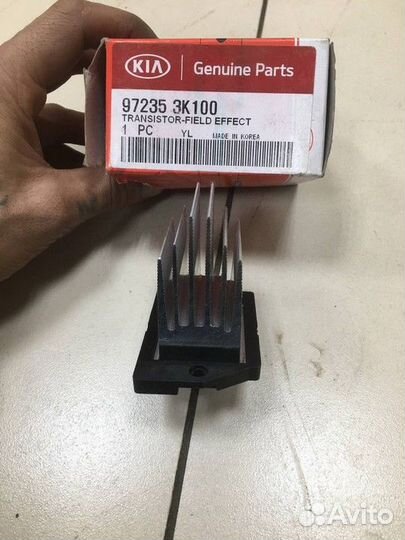 KIA Genuine Parts
97235 3K100
TRANSISTOR-FIELD EFFECT
1 PC YL MADE IN KOREA
Avito